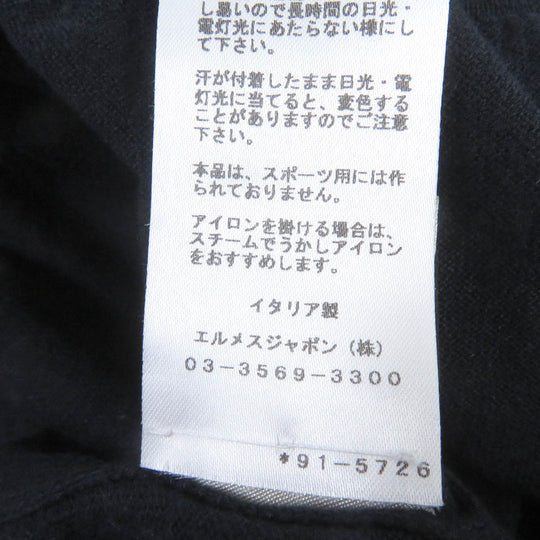 し易いので長時間の日光・
電灯光にあたらない様にし
て下さい。
汗が付着したまま日光・電
灯光に当てると、変色する
ことがありますのでご注意
下さい。
本品は、スポーツ用には作
られておりません。
アイロンを掛ける場合は、
スチームでうかしアイロン
をおすすめします。
イタリア製
エルメスジャポン（株）
03-3569-3300
*91-5726